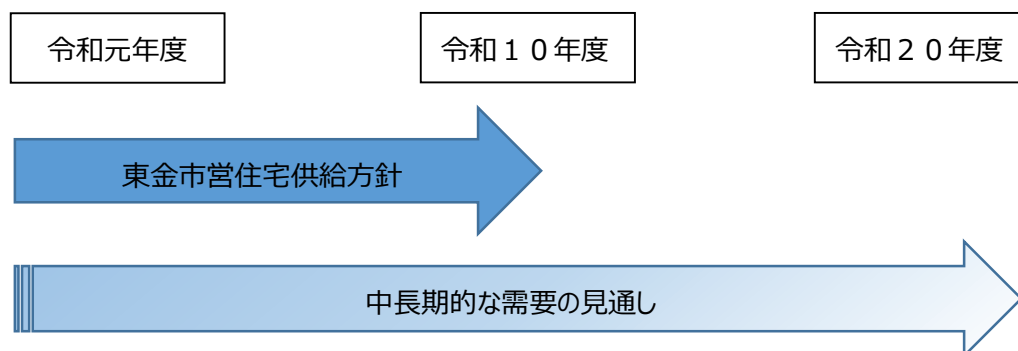 令和元年度
令和１０年度
令和２０年度
東金市営住宅供給方針
中長期的な需要の見通し